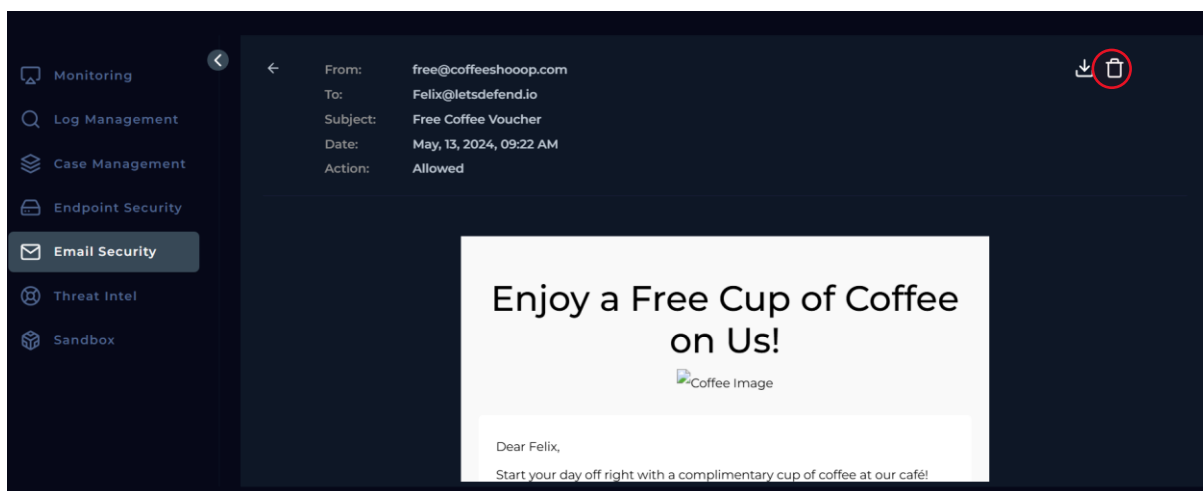 Monitoring
Log Management
Case Management
Endpoint Security
Email Security
Threat Intel
Sandbox
From: free@coffeeshooop.com
To: Felix@letsdefend.io
Subject: Free Coffee Voucher
Date: May, 13, 2024, 09:22 AM
Action: Allowed
Enjoy a Free Cup of Coffee
on Us!
Coffee Image
Dear Felix,
Start your day off right with a complimentary cup of coffee at our café!